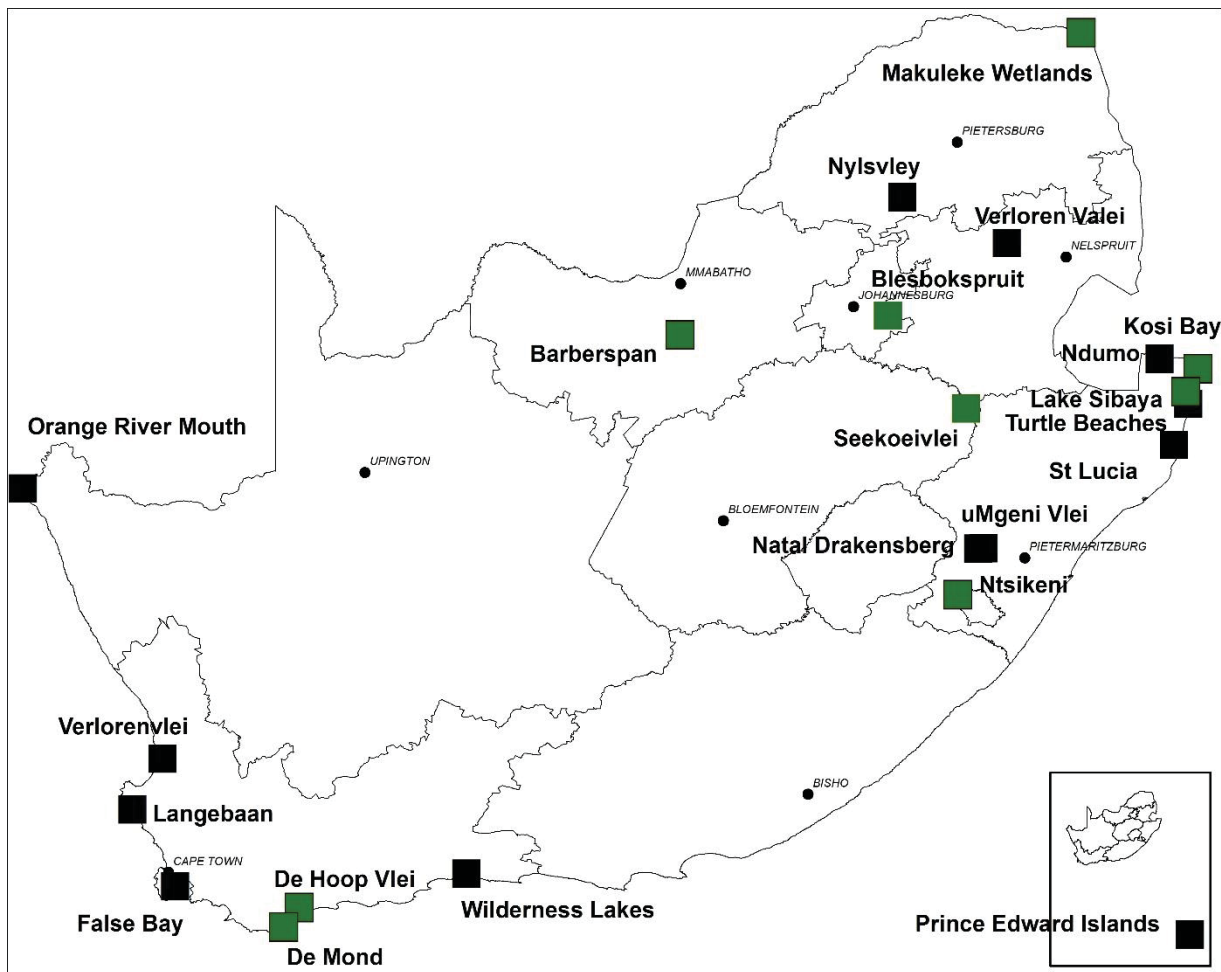 Makuleke Wetlands
PIETERSBURG
Nylsvley
Verloren Valei
NELSPRUIT
MMABATHO
Blesbokspruit
JOHANNESBURG
Kosi Bay
Ndumo
Barberspan
Lake Sibaya
Turtle Beaches
Orange River Mouth
Seekoeivlei
UPINGTON
St Lucia
BLOEMFONTEIN
uMgeni Vlei
Natal Drakensberg
PIETERMARITZBURG
Ntsikeni
Verlorenvlei
BISHO
Langebaan
CAPE TOWN
De Hoop Vlei
Wilderness Lakes
False Bay
Prince Edward Islands
De Mond